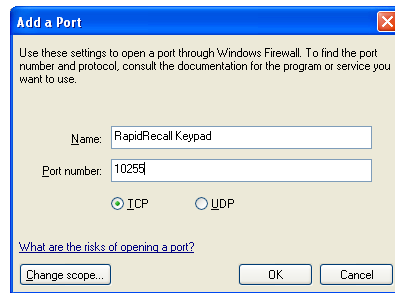 Add a Port
Use these settings to open a port through Windows Firewall. To find the port
number and protocol, consult the documentation for the program or service you
want to use.
Name: RapidRecall Keypad
Port number: 10255
TCP UDP
What are the risks of opening a port?
Change scope... OK Cancel